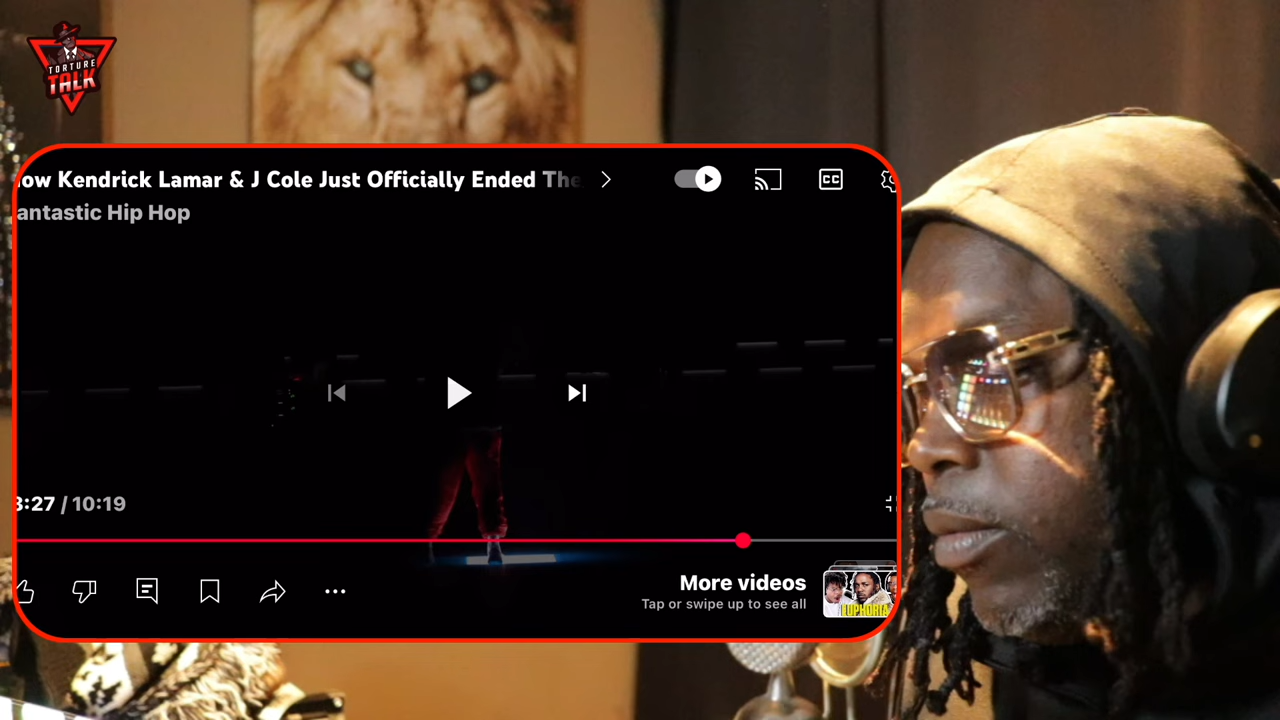 TORTURE
TALK
ow Kendrick Lamar & J Cole Just Officially Ended The
antastic Hip Hop
CC
3:27 / 10:19
More videos
Tap or swipe up to see all
EUPHORIA